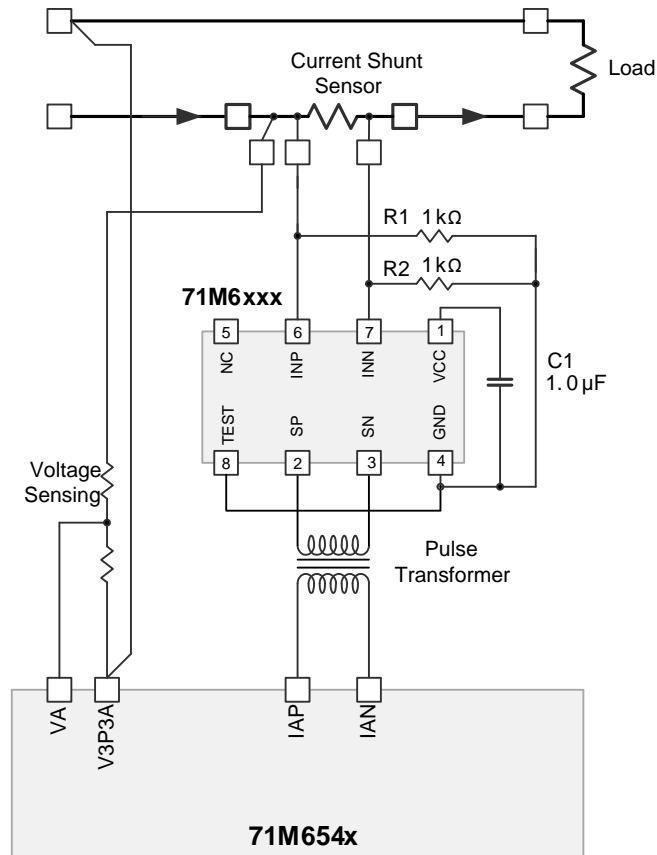 Current Shunt
Sensor
Load
R1 1kΩ
R2 1kΩ
71M6xxx
5
6
7
1
NC
INP
INN
VCC
C1
1.0µF
TEST
SP
SN
GND
8
2
3
4
Voltage
Sensing
Pulse
Transformer
VA
V3P3A
IAP
IAN
71M654x